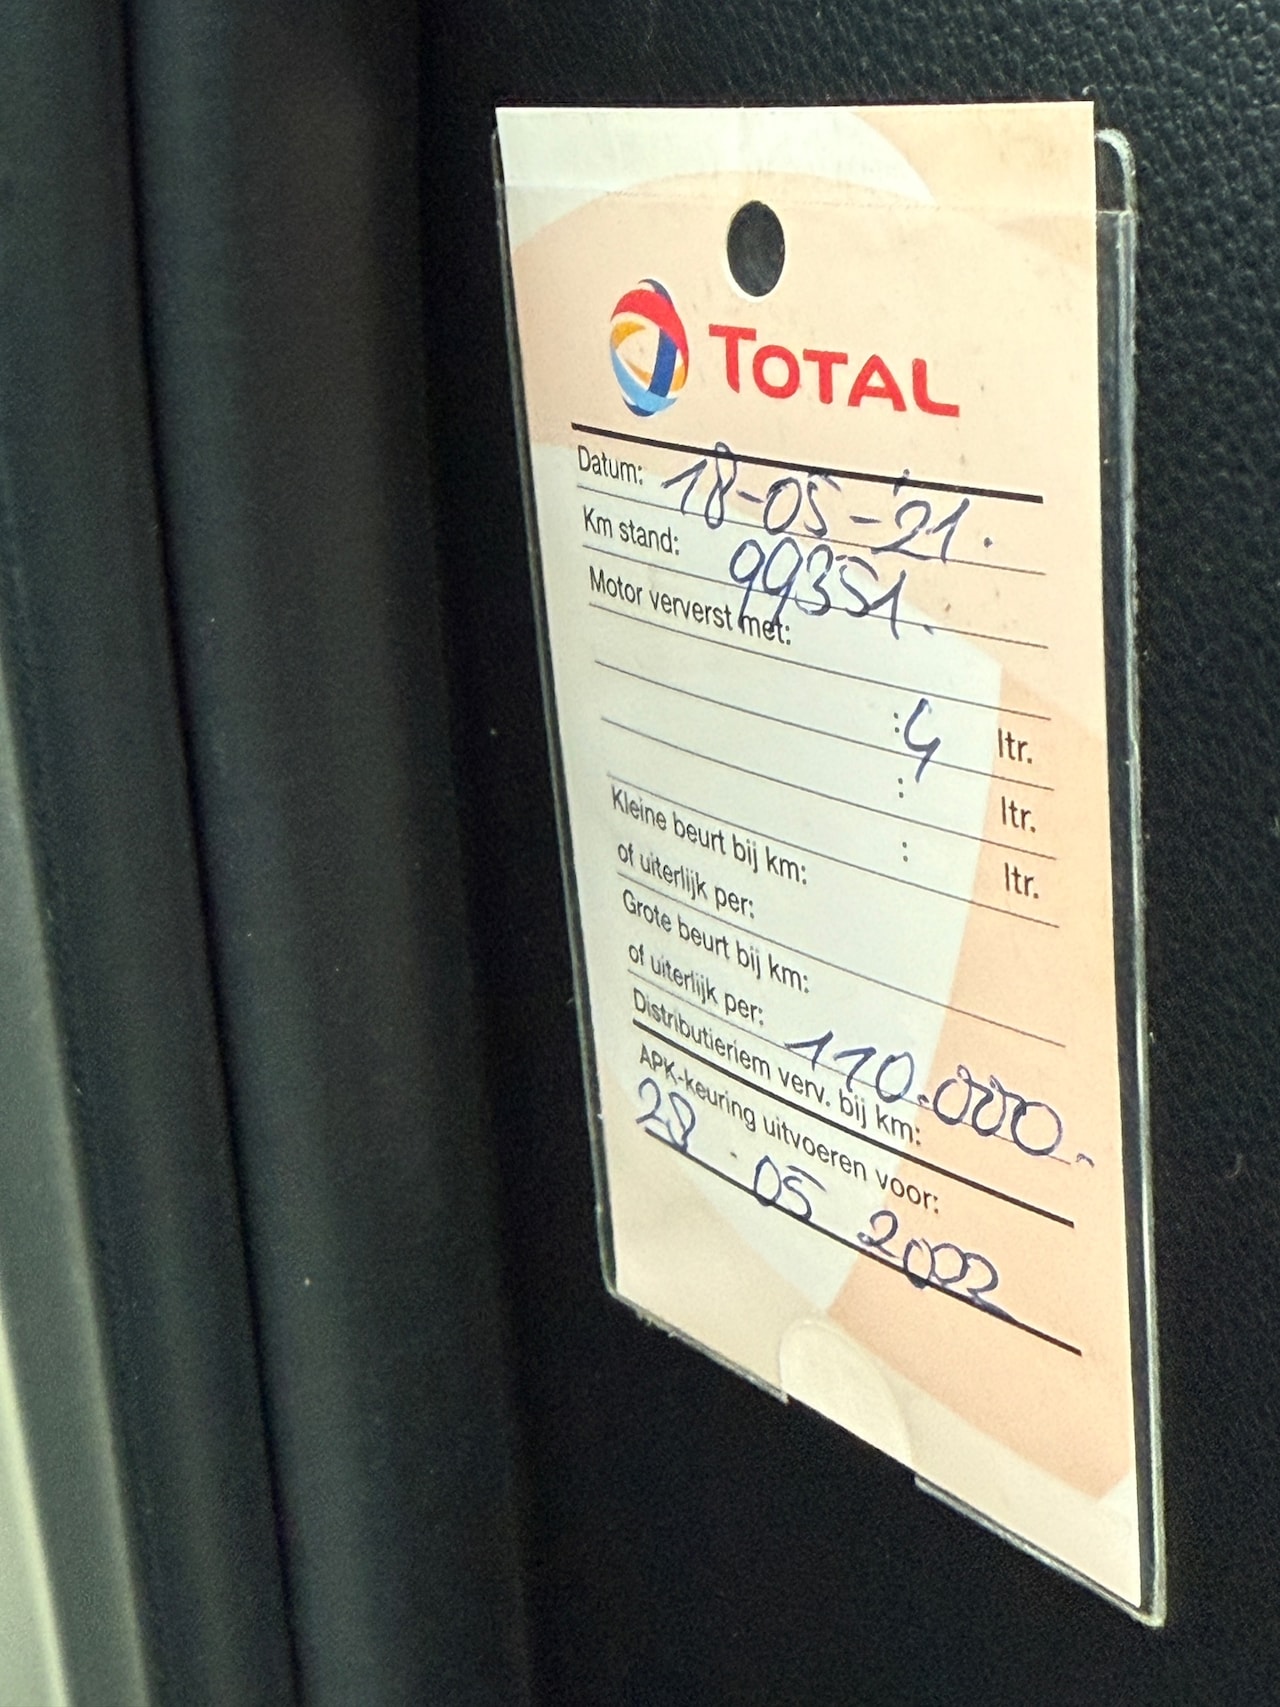 TOTAL
Datum: 18-05-'21.
Km stand: 99351.
Motor ververst met:
: 4 ltr.
: ltr.
: ltr.
Kleine beurt bij km:
of uiterlijk per:
Grote beurt bij km:
of uiterlijk per: 110.000.-
Distributieriem verv. bij km:
APK-keuring uitvoeren voor:
28 - 05 2002